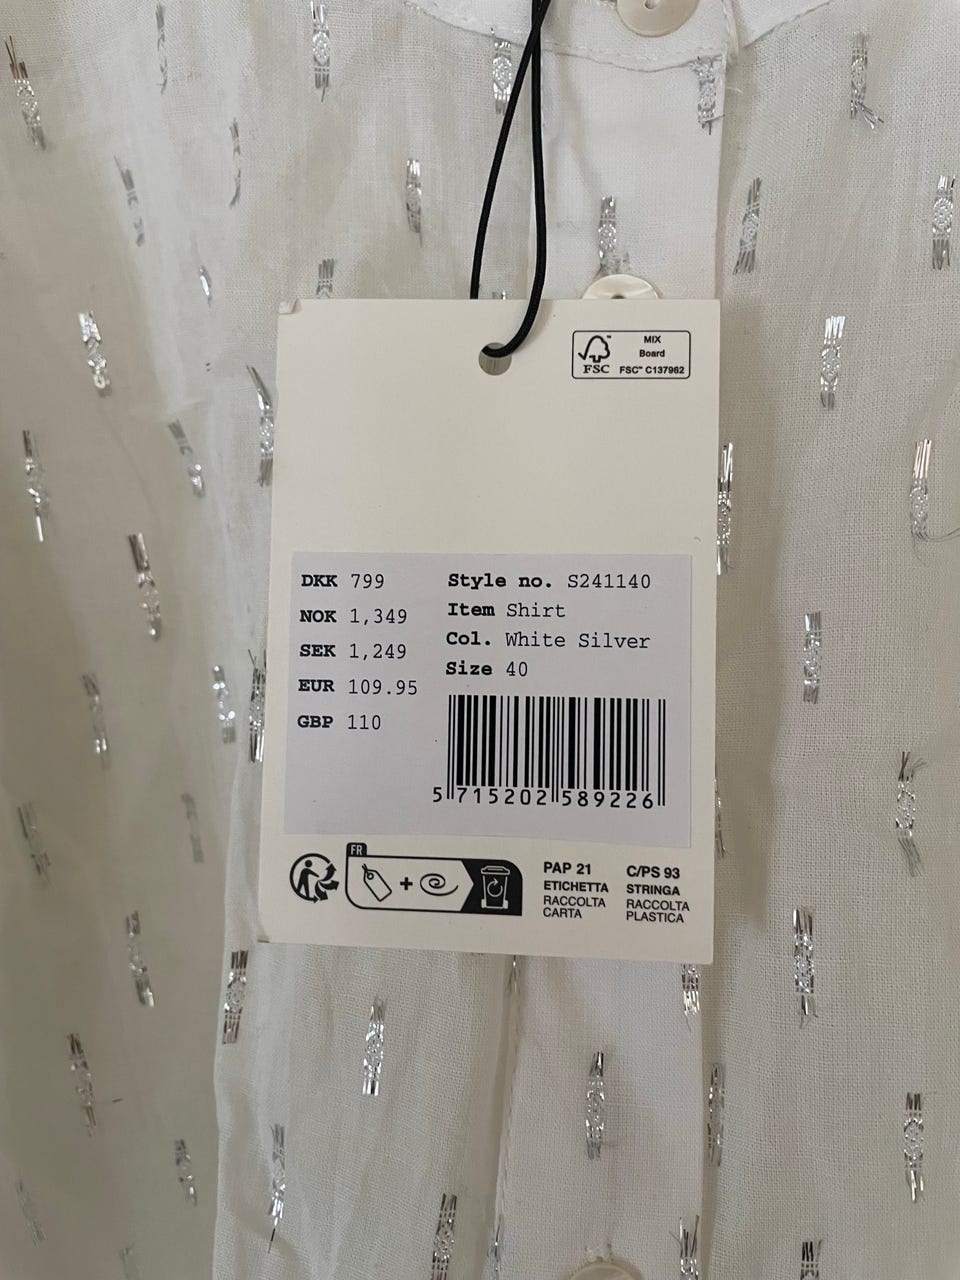 MIX
Board
FSC™ C137962
FSC
DKK 799
NOK 1,349
SEK 1,249
EUR 109.95
GBP 110
Style no. S241140
Item Shirt
Col. White Silver
Size 40
5 715202 589226
FR
+
PAP 21
ETICHETTA
RACCOLTA
CARTA
C/PS 93
STRINGA
RACCOLTA
PLASTICA